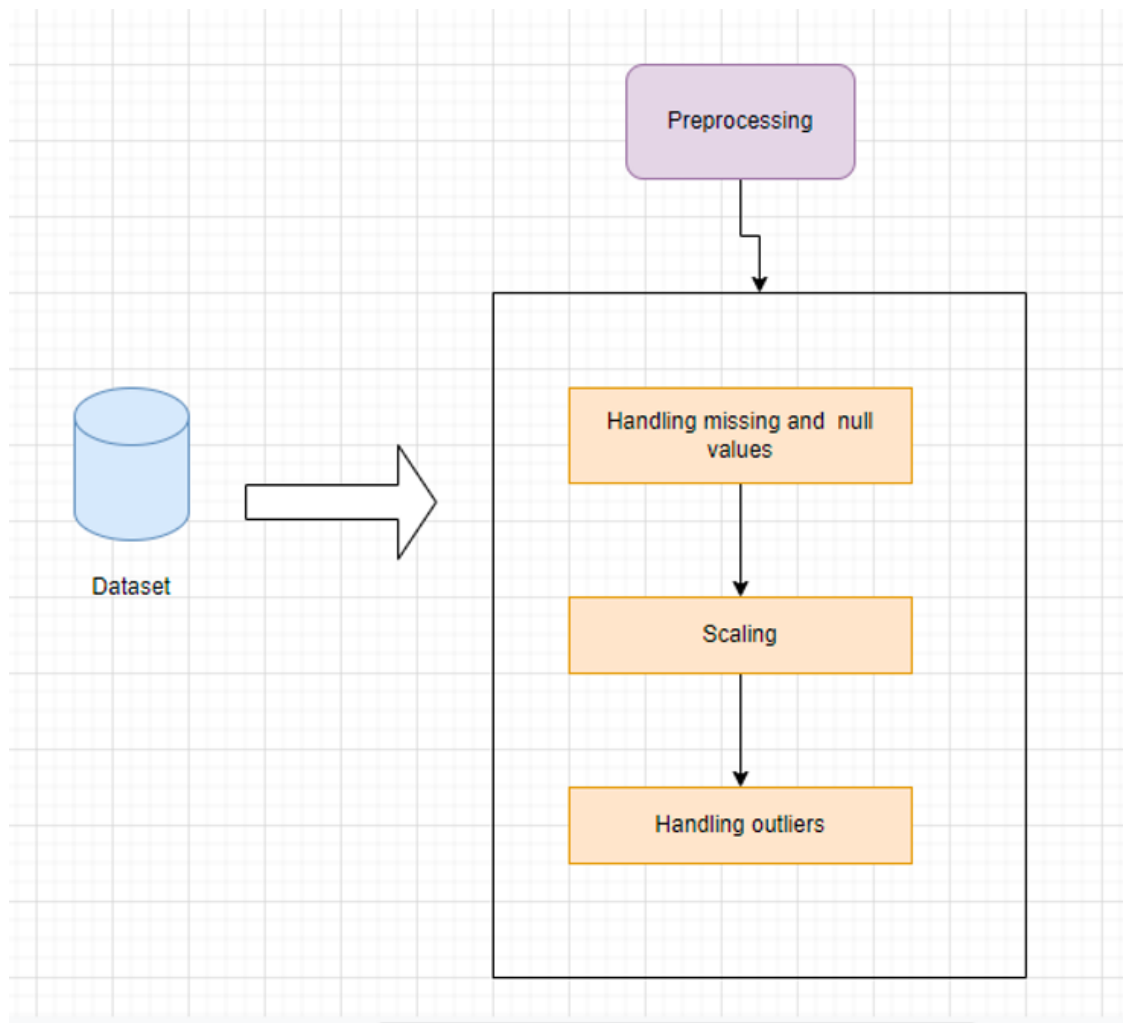 Preprocessing
Handling missing and  null
values
Dataset
Scaling
Handling outliers